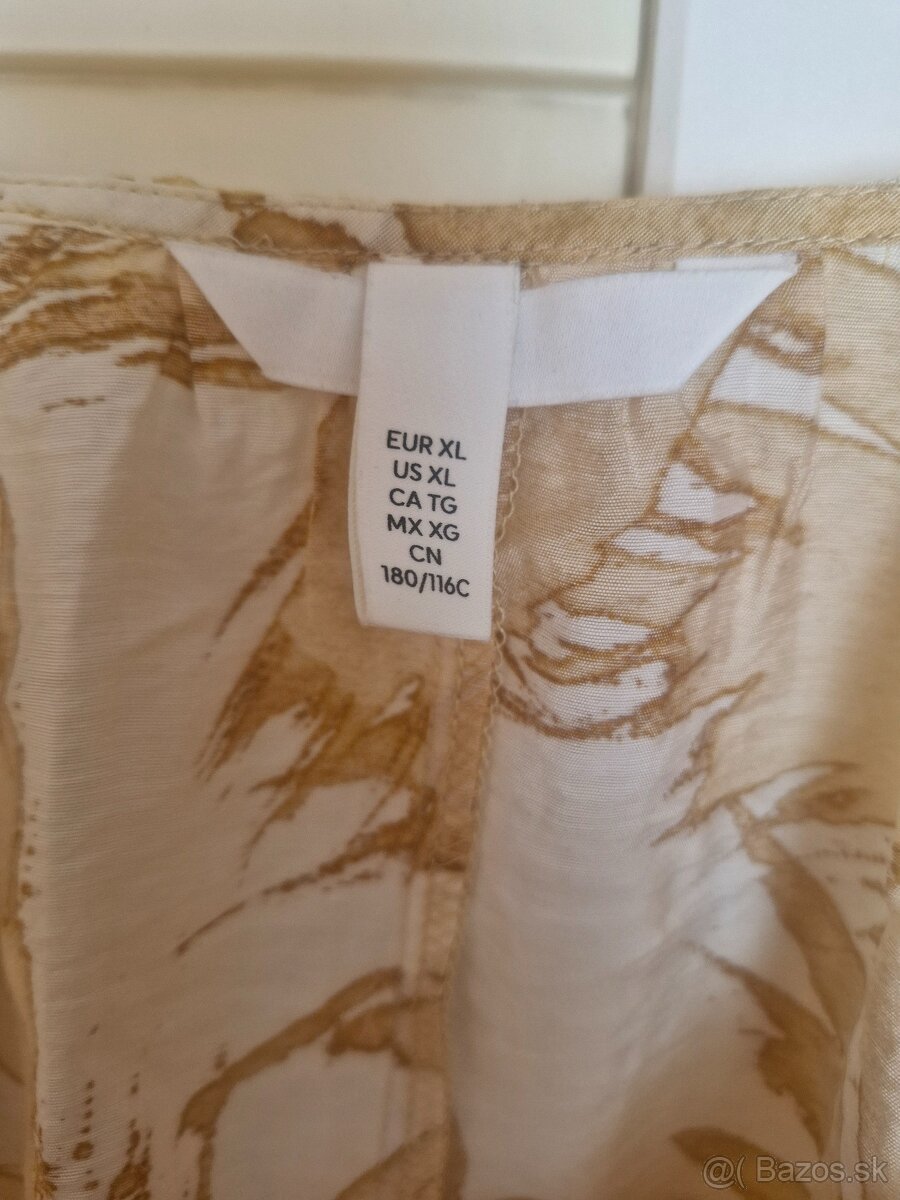 EUR XL
US XL
CA TG
MX XG
CN
180/116C
@( Bazos.sk